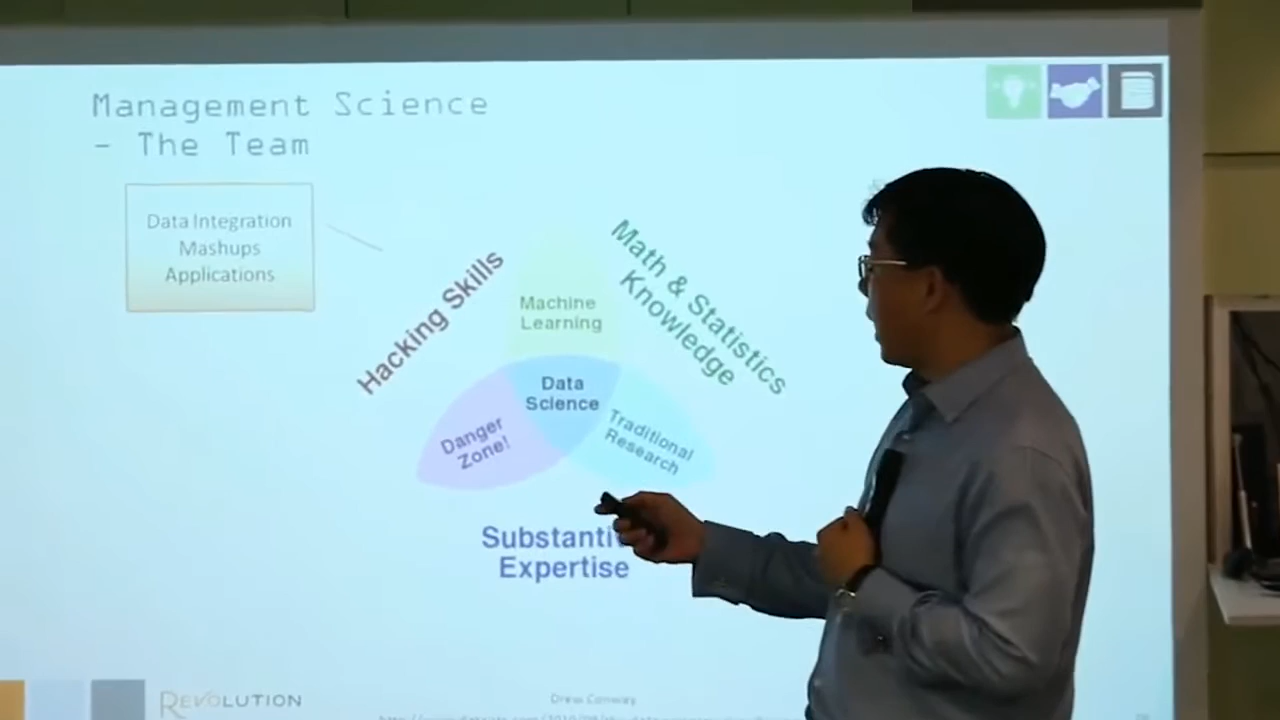 Management Science
- The Team
Data Integration
Mashups
Applications
Hacking Skills
Math & Statistics
Knowledge
Machine
Learning
Data
Science
Danger
Zone!
Traditional
Research
Substanti
Expertise
REVOLUTION
Drew Conway